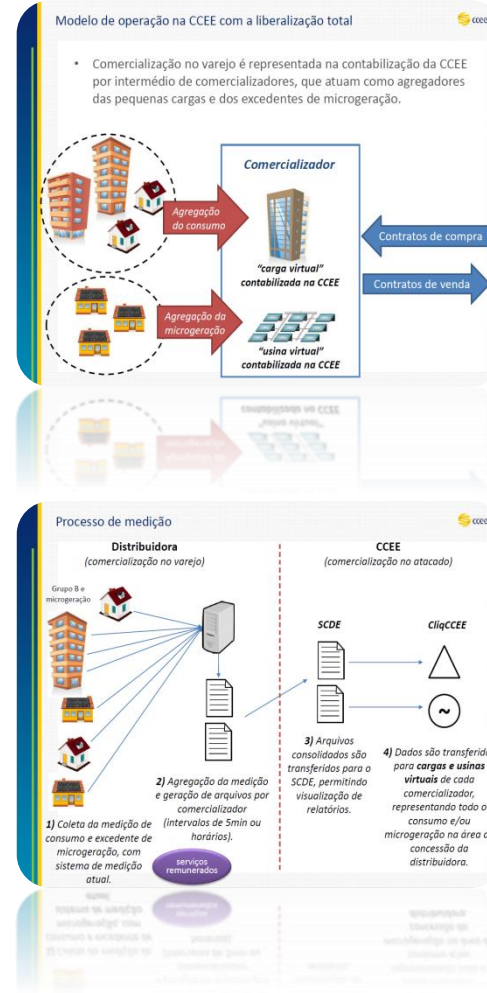 Modelo de operação na CCEE com a liberalização total
ccee
• Comercialização no varejo é representada na contabilização da CCEE
por intermédio de comercializadores, que atuam como agregadores
das pequenas cargas e dos excedentes de microgeração.
Comercializador
Agregação
do consumo
"carga virtual"
contabilizada na CCEE
Contratos de compra
Contratos de venda
Agregação da
microgeração
"usina virtual"
contabilizada na CCEE
Processo de medição
ccee
Distribuidora
(comercialização no varejo)
CCEE
(comercialização no atacado)
Grupo B e
microgeração
SCDE
CliqCCEE
~
1) Coleta da medição de
consumo e excedente de
microgeração, com
sistema de medição
atual.
2) Agregação da medição
e geração de arquivos por
comercializador
(intervalos de 5min ou
horários).
serviços
remunerados
3) Arquivos
consolidados são
transferidos para o
SCDE, permitindo
visualização de
relatórios.
4) Dados são transferid
para cargas e usinas
virtuais de cada
comercializador,
representando todo o
consumo e/ou
microgeração na área d
concessão da
distribuidora.